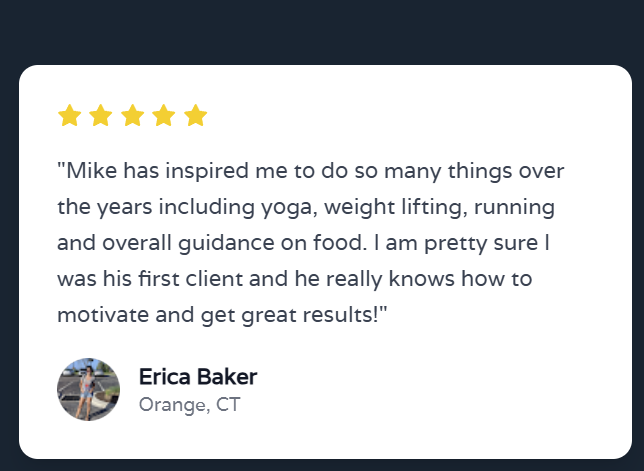 "Mike has inspired me to do so many things over
the years including yoga, weight lifting, running
and overall guidance on food. I am pretty sure I
was his first client and he really knows how to
motivate and get great results!"
Erica Baker
Orange, CT